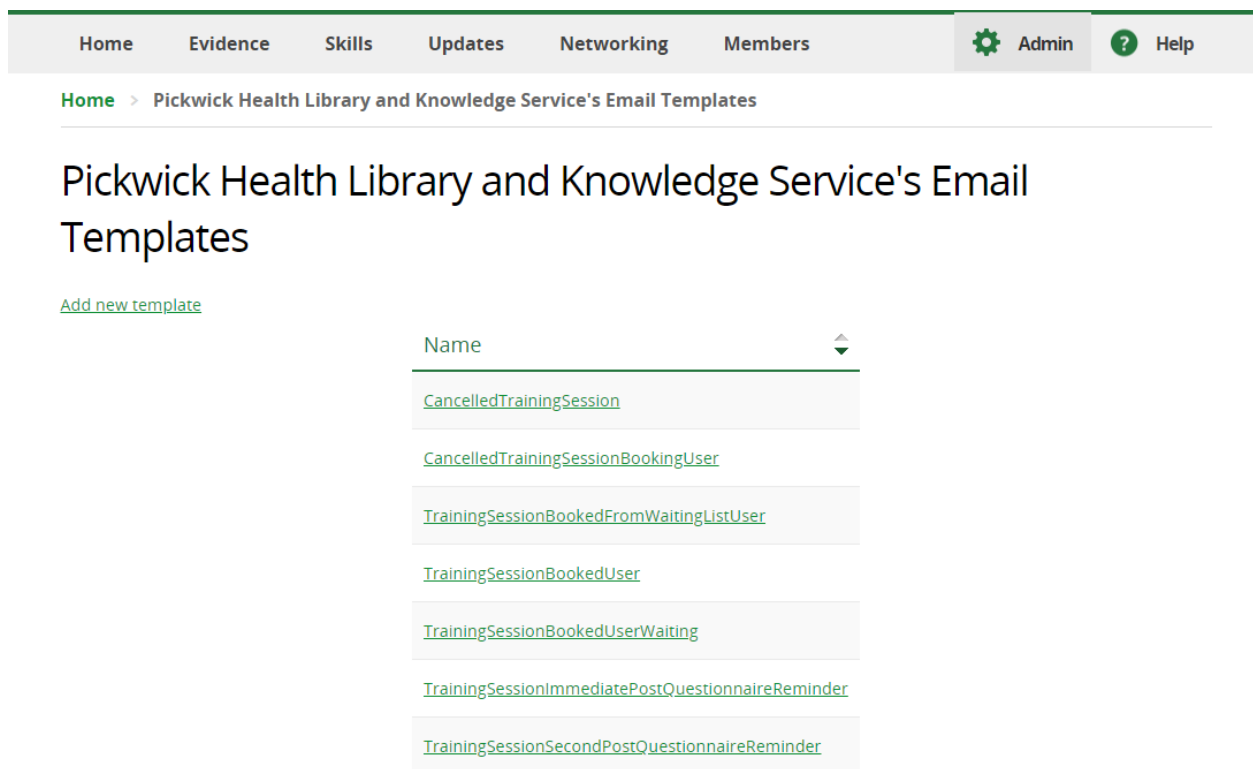 Home Evidence Skills Updates Networking Members Admin ? Help
Home > Pickwick Health Library and Knowledge Service's Email Templates
Pickwick Health Library and Knowledge Service's Email
Templates
Add new template
Name
CancelledTrainingSession
CancelledTrainingSessionBookingUser
TrainingSessionBookedFromWaitingListUser
TrainingSessionBookedUser
TrainingSessionBookedUserWaiting
TrainingSessionImmediatePostQuestionnaireReminder
TrainingSessionSecondPostQuestionnaireReminder